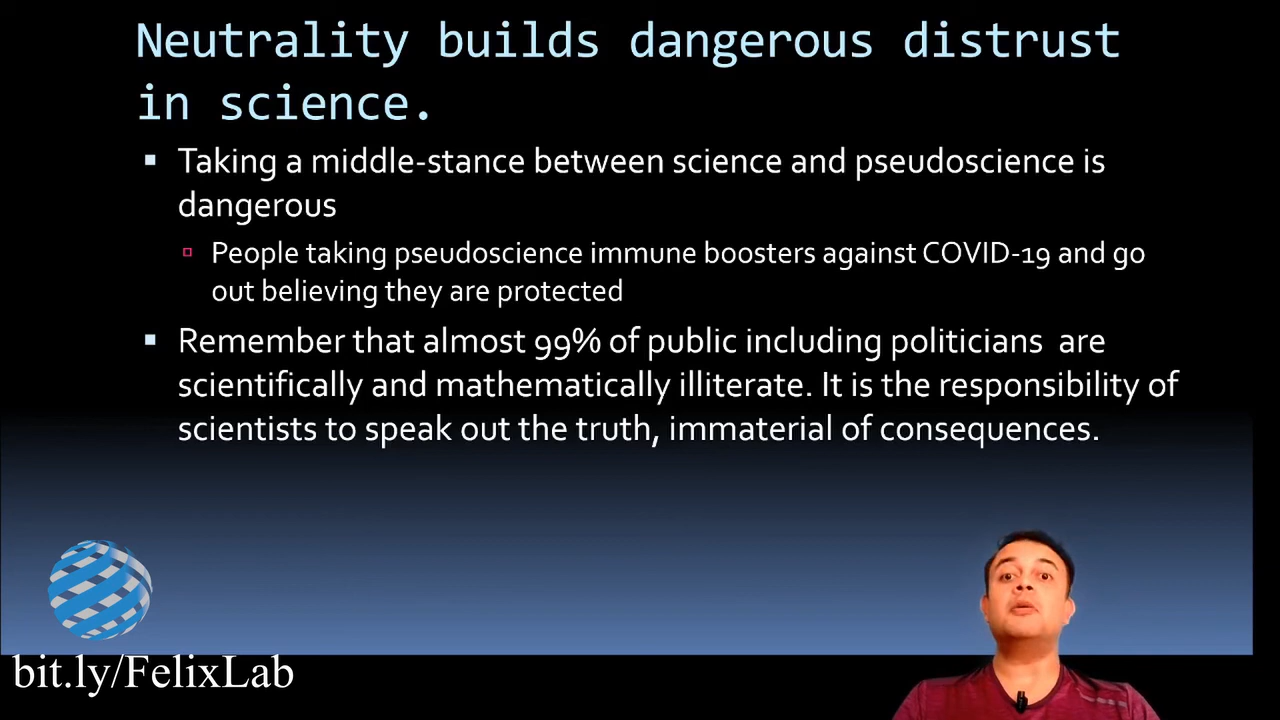 Neutrality builds dangerous distrust
in science.
Taking a middle-stance between science and pseudoscience is
dangerous
People taking pseudoscience immune boosters against COVID-19 and go
out believing they are protected
Remember that almost 99% of public including politicians are
scientifically and mathematically illiterate. It is the responsibility of
scientists to speak out the truth, immaterial of consequences.
bit.ly/FelixLab